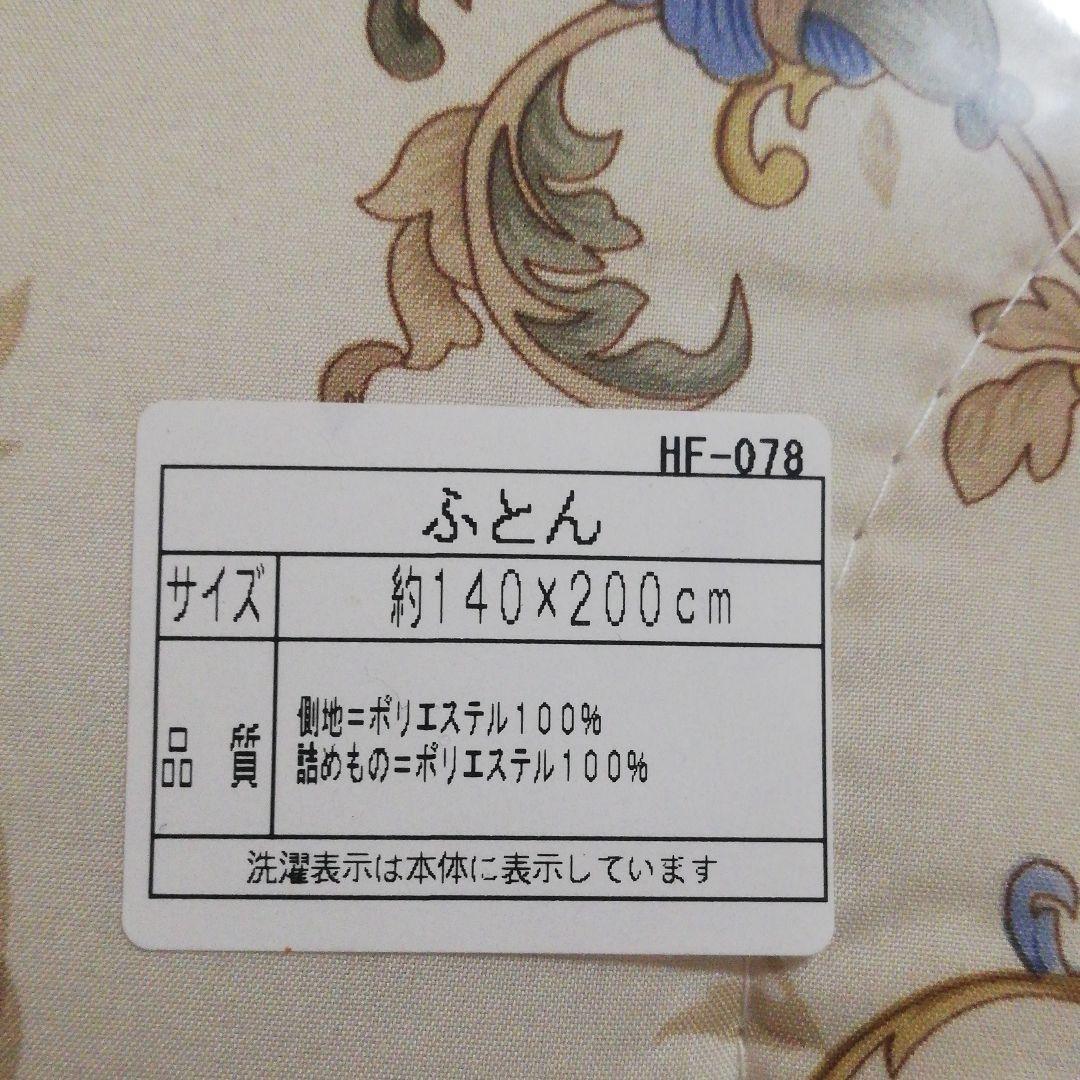 HF-078
ふとん
サイズ 約140×200cm
品 質 側地=ポリエステル100%
詰めもの=ポリエステル100%
洗濯表示は本体に表示しています